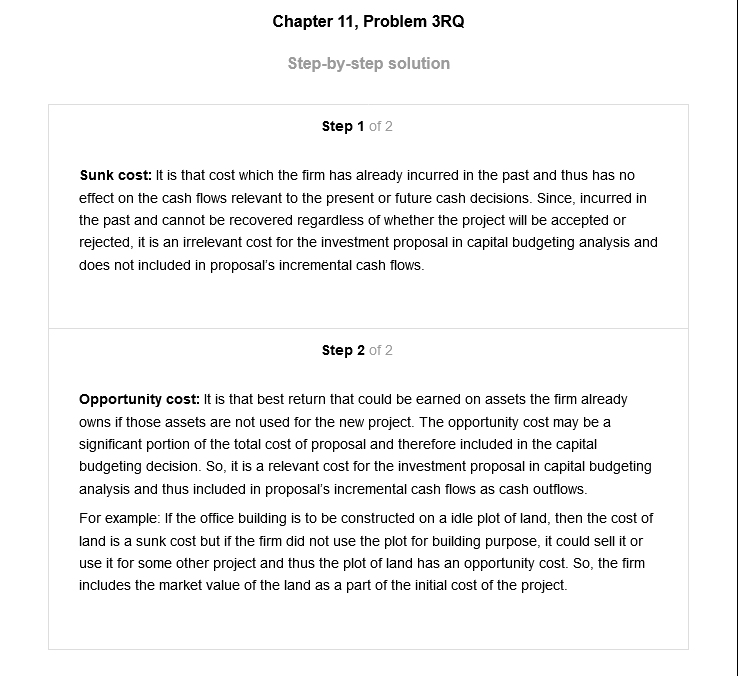 Chapter 11, Problem 3RQ
Step-by-step solution
Step 1 of 2
Sunk cost: It is that cost which the firm has already incurred in the past and thus has no
effect on the cash flows relevant to the present or future cash decisions. Since, incurred in
the past and cannot be recovered regardless of whether the project will be accepted or
rejected, it is an irrelevant cost for the investment proposal in capital budgeting analysis and
does not included in proposal's incremental cash flows.
Step 2 of 2
Opportunity cost: It is that best return that could be earned on assets the firm already
owns if those assets are not used for the new project. The opportunity cost may be a
significant portion of the total cost of proposal and therefore included in the capital
budgeting decision. So, it is a relevant cost for the investment proposal in capital budgeting
analysis and thus included in proposal's incremental cash flows as cash outflows.
For example: If the office building is to be constructed on a idle plot of land, then the cost of
land is a sunk cost but if the firm did not use the plot for building purpose, it could sell it or
use it for some other project and thus the plot of land has an opportunity cost. So, the firm
includes the market value of the land as a part of the initial cost of the project.